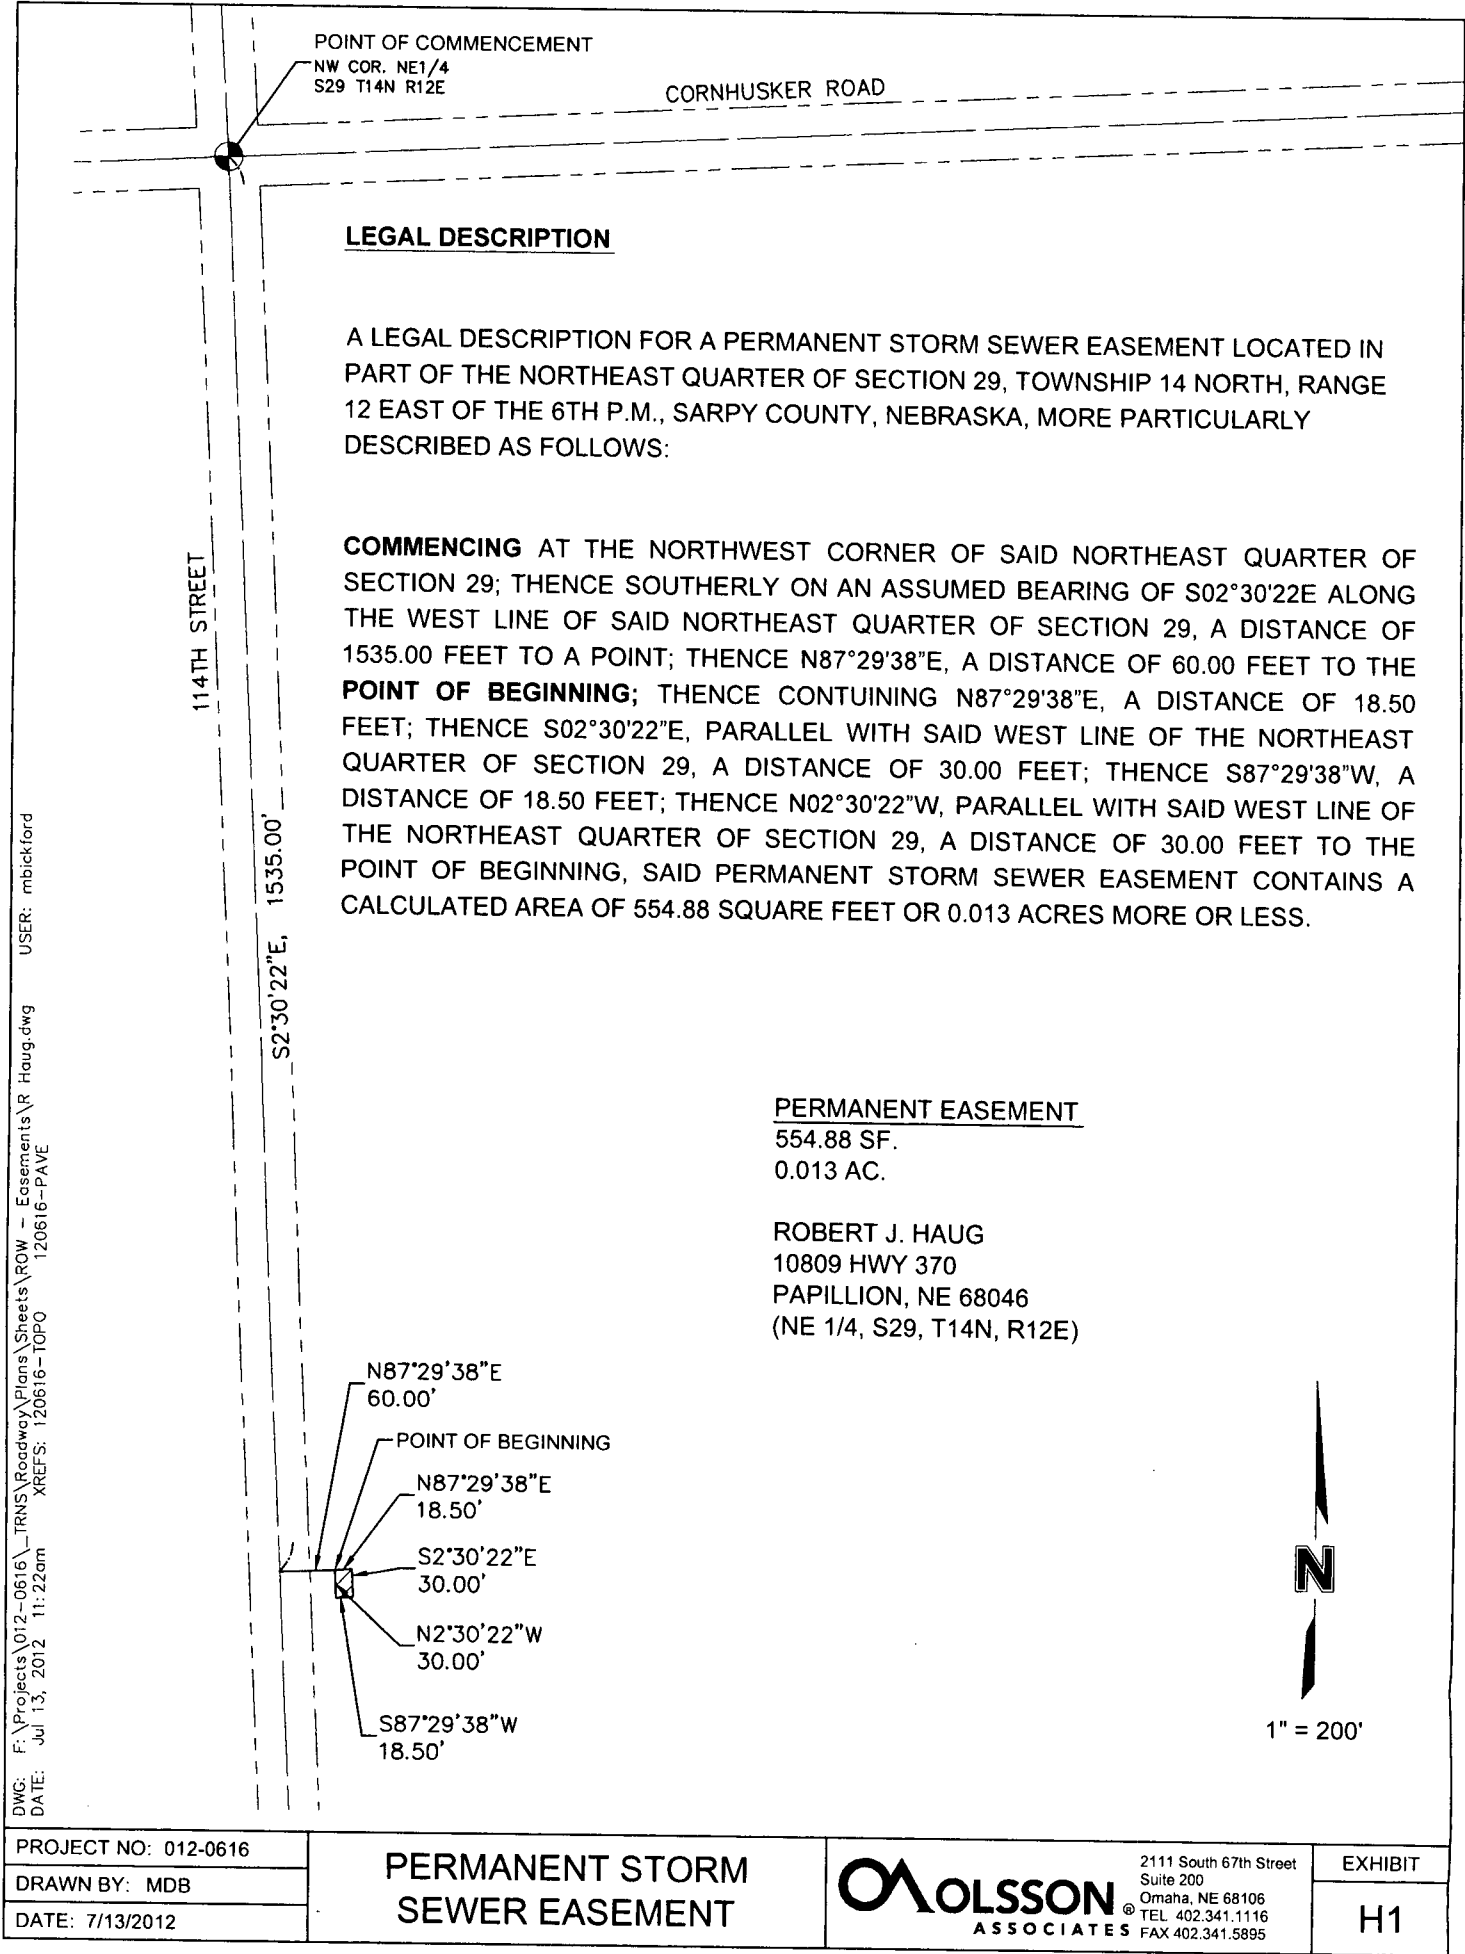 POINT OF COMMENCEMENT
NW COR. NE1/4
S29 T14N R12E
CORNHUSKER ROAD
LEGAL DESCRIPTION
A LEGAL DESCRIPTION FOR A PERMANENT STORM SEWER EASEMENT LOCATED IN
PART OF THE NORTHEAST QUARTER OF SECTION 29, TOWNSHIP 14 NORTH, RANGE
12 EAST OF THE 6TH P.M., SARPY COUNTY, NEBRASKA, MORE PARTICULARLY
DESCRIBED AS FOLLOWS:
COMMENCING AT THE NORTHWEST CORNER OF SAID NORTHEAST QUARTER OF
SECTION 29; THENCE SOUTHERLY ON AN ASSUMED BEARING OF S02°30'22E ALONG
THE WEST LINE OF SAID NORTHEAST QUARTER OF SECTION 29, A DISTANCE OF
1535.00 FEET TO A POINT; THENCE N87°29'38"E, A DISTANCE OF 60.00 FEET TO THE
POINT OF BEGINNING; THENCE CONTUINING N87°29'38"E, A DISTANCE OF 18.50
FEET; THENCE S02°30'22"E, PARALLEL WITH SAID WEST LINE OF THE NORTHEAST
QUARTER OF SECTION 29, A DISTANCE OF 30.00 FEET; THENCE S87°29'38"W, A
DISTANCE OF 18.50 FEET; THENCE N02°30'22"W, PARALLEL WITH SAID WEST LINE OF
THE NORTHEAST QUARTER OF SECTION 29, A DISTANCE OF 30.00 FEET TO THE
POINT OF BEGINNING, SAID PERMANENT STORM SEWER EASEMENT CONTAINS A
CALCULATED AREA OF 554.88 SQUARE FEET OR 0.013 ACRES MORE OR LESS.
114TH STREET
S2°30'22"E, 1535.00'
PERMANENT EASEMENT
554.88 SF.
0.013 AC.
ROBERT J. HAUG
10809 HWY 370
PAPILLION, NE 68046
(NE 1/4, S29, T14N, R12E)
N87°29'38"E
60.00'
POINT OF BEGINNING
N87°29'38"E
18.50'
S2°30'22"E
30.00'
N2°30'22"W
30.00'
S87°29'38"W
18.50'
N
1" = 200'
DWG: F:\Projects\012-0616\_TRNS\Roadway\Plans\Sheets\ROW - Easements\R Haug.dwg USER: mbickford
DATE: Jul 13, 2012 11:22am XREFS: 120616-TOPO 120616-PAVE
PROJECT NO: 012-0616
DRAWN BY: MDB
DATE: 7/13/2012
PERMANENT STORM
SEWER EASEMENT
OLSSON ®
ASSOCIATES
2111 South 67th Street
Suite 200
Omaha, NE 68106
TEL 402.341.1116
FAX 402.341.5895
EXHIBIT
H1